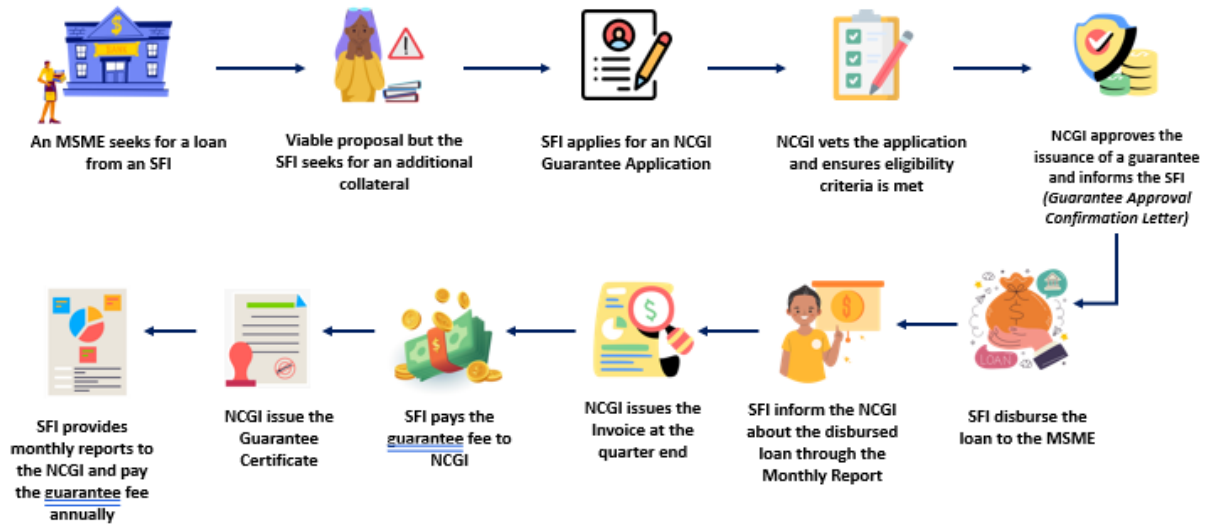 BANK
An MSME seeks for a loan
from an SFI
Viable proposal but the
SFI seeks for an additional
collateral
SFI applies for an NCGI
Guarantee Application
NCGI vets the application
and ensures eligibility
criteria is met
NCGI approves the
issuance of a guarantee
and informs the SFI
(Guarantee Approval
Confirmation Letter)
LOAN
SFI disburse the
loan to the MSME
SFI inform the NCGI
about the disbursed
loan through the
Monthly Report
NCGI issues the
Invoice at the
quarter end
SFI pays the
guarantee fee to
NCGI
NCGI issue the
Guarantee
Certificate
SFI provides
monthly reports to
the NCGI and pay
the guarantee fee
annually